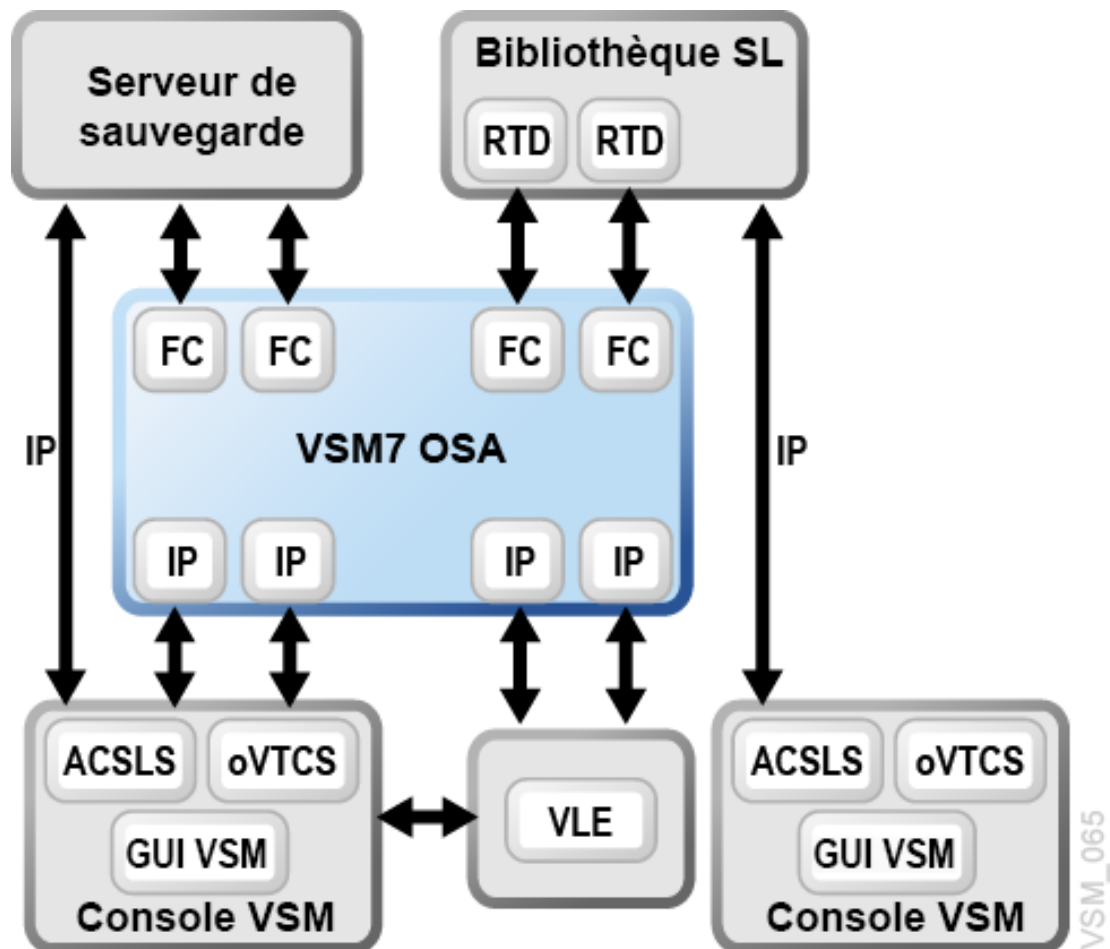 Serveur de
sauvegarde
Bibliothèque SL
RTD RTD
FC FC FC FC
VSM7 OSA
IP IP
IP IP IP IP
ACSLS oVTCS
GUI VSM
Console VSM
VLE
ACSLS oVTCS
GUI VSM
Console VSM
VSM_065